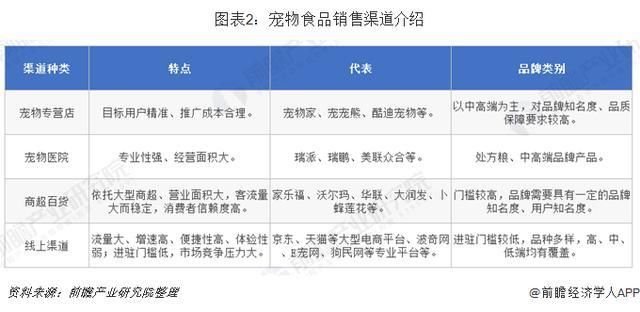 图表2：宠物食品销售渠道介绍
渠道种类
特点
代表
品牌类别
宠物专营店
目标用户精准、推广成本合理。
宠物家、宠宠熊、酷迪宠物等。
以中高端为主，对品牌知名度、品质
保障要求较高。
宠物医院
专业性强、经营面积大。
瑞派、瑞鹏、美联众合等。
处方粮、中高端品牌产品。
商超百货
依托大型商超、营业面积大，客流量
大而稳定，消费者信赖度高。
家乐福、沃尔玛、华联、大润发、卜
蜂莲花等。
门槛较高，品牌需要具有一定的品牌
知名度、用户知名度。
线上渠道
流量大、增速高、便捷性高、体验性
弱；进驻门槛低，市场竞争压力大。
京东、天猫等大型电商平台、波奇网
、E宠网、狗民网等专业平台等。
进驻门槛较低，品种多样，高、中、
低端均有覆盖。
资料来源：前瞻产业研究院整理
@前瞻经济学人APP